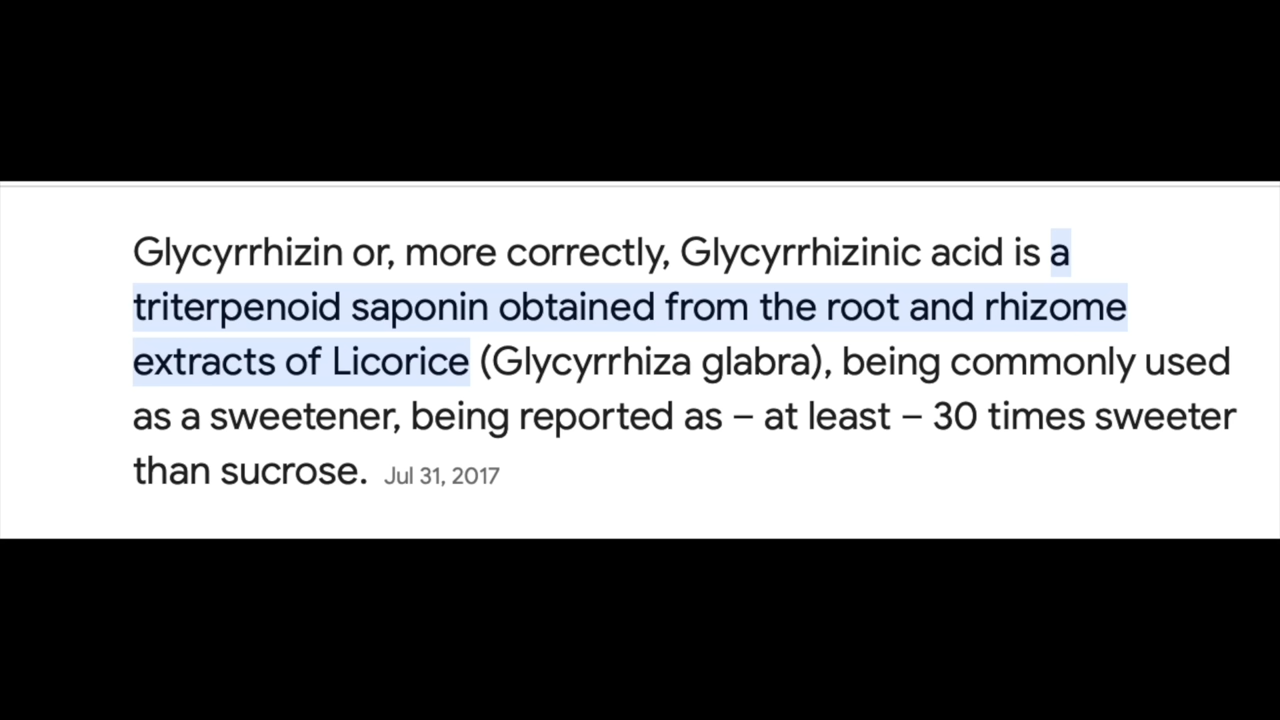 Glycyrrhizin or, more correctly, Glycyrrhizinic acid is a
triterpenoid saponin obtained from the root and rhizome
extracts of Licorice (Glycyrrhiza glabra), being commonly used
as a sweetener, being reported as – at least – 30 times sweeter
than sucrose. Jul 31, 2017